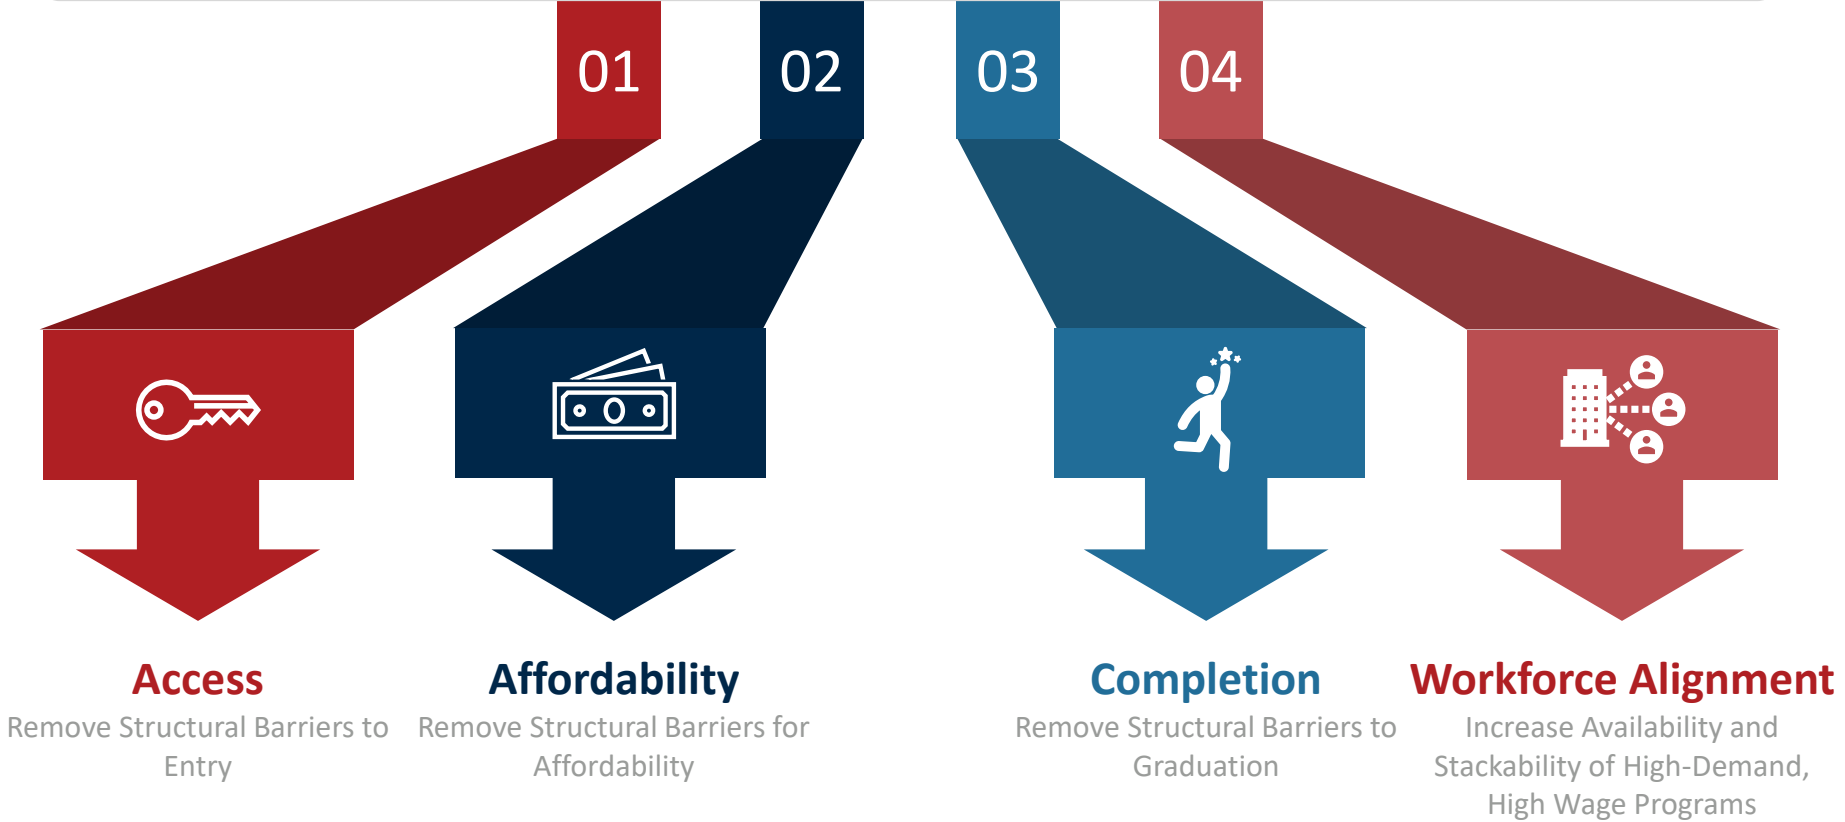 01
02
03
04
Access
Remove Structural Barriers to
Entry
Affordability
Remove Structural Barriers for
Affordability
Completion
Remove Structural Barriers to
Graduation
Workforce Alignment
Increase Availability and
Stackability of High-Demand,
High Wage Programs